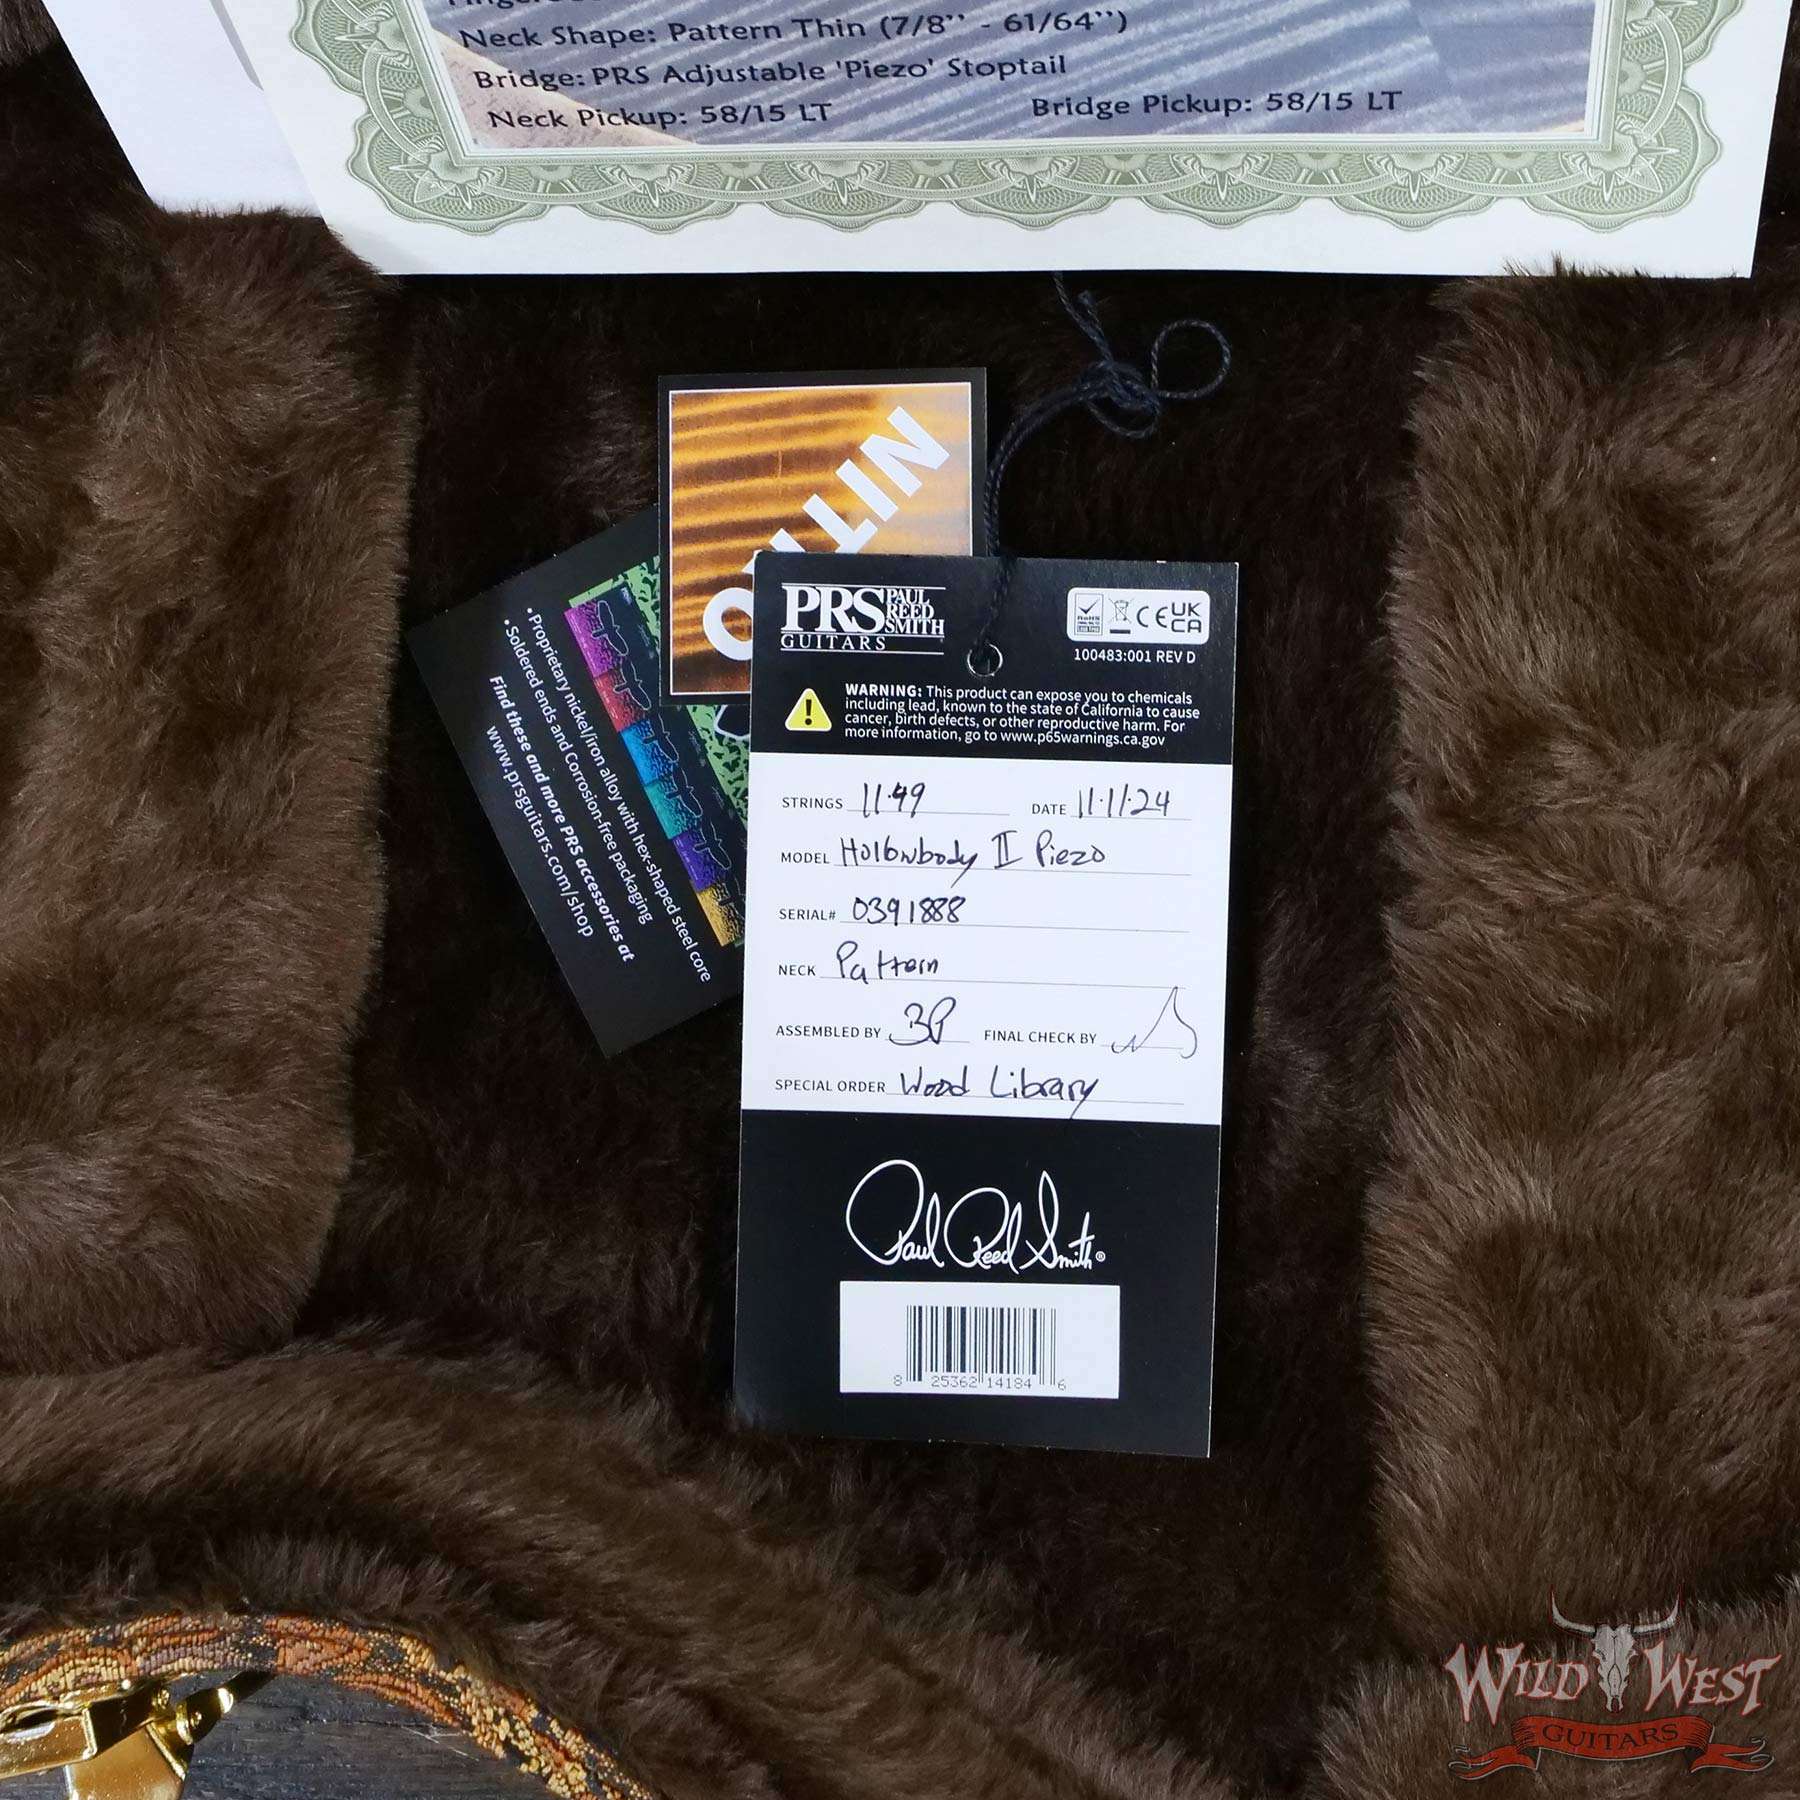 Neck Shape: Pattern Thin (7/8'' - 61/64'')
Bridge: PRS Adjustable 'Piezo' Stoptail
Neck Pickup: 58/15 LT Bridge Pickup: 58/15 LT
•Proprietary nickel/iron alloy with hex-shaped steel core
•Soldered ends and Corrosion-free packaging
Find these and more PRS accessories at
www.prsguitars.com/shop
PRS PAUL REED SMITH
GUITARS
RoHS
CE UK CA
100483:001 REV D
WARNING: This product can expose you to chemicals
including lead, known to the state of California to cause
cancer, birth defects, or other reproductive harm. For
more information, go to www.p65warnings.ca.gov
STRINGS 11-49 DATE 11-11-24
MODEL Hollowbody II Piezo
SERIAL# 0391888
NECK Pattern
ASSEMBLED BY FINAL CHECK BY
SPECIAL ORDER Wood Library
Paul Reed Smith®
8 25362 14184 6
WILD WEST
GUITARS